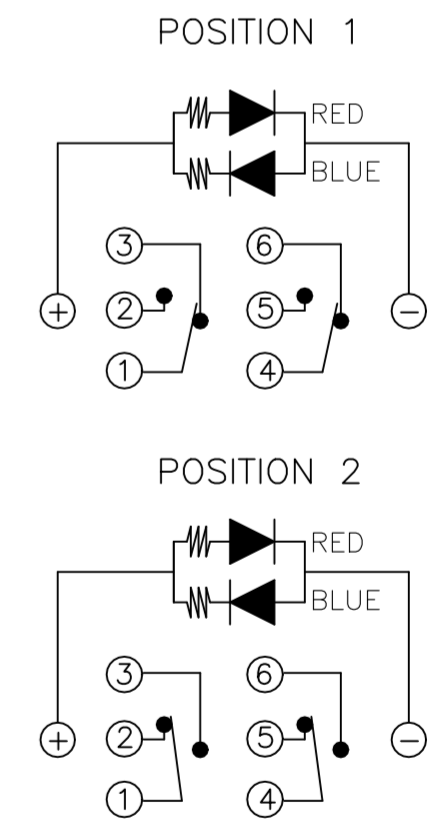 POSITION 1
RED
BLUE
3 6
+ 2 5 −
1 4
POSITION 2
RED
BLUE
3 6
+ 2 5 −
1 4